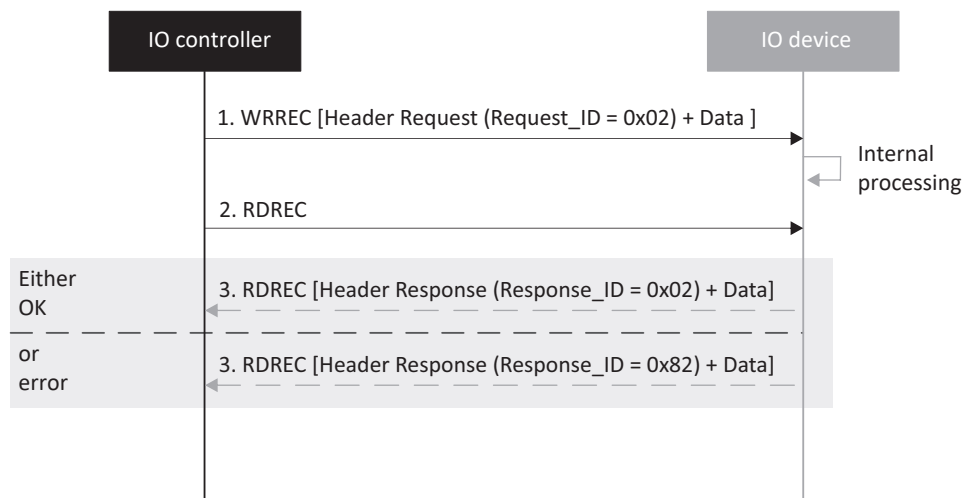 IO controller
IO device
1. WRREC [Header Request (Request_ID = 0x02) + Data ]
Internal
processing
2. RDREC
Either
OK
3. RDREC [Header Response (Response_ID = 0x02) + Data]
or
error
3. RDREC [Header Response (Response_ID = 0x82) + Data]